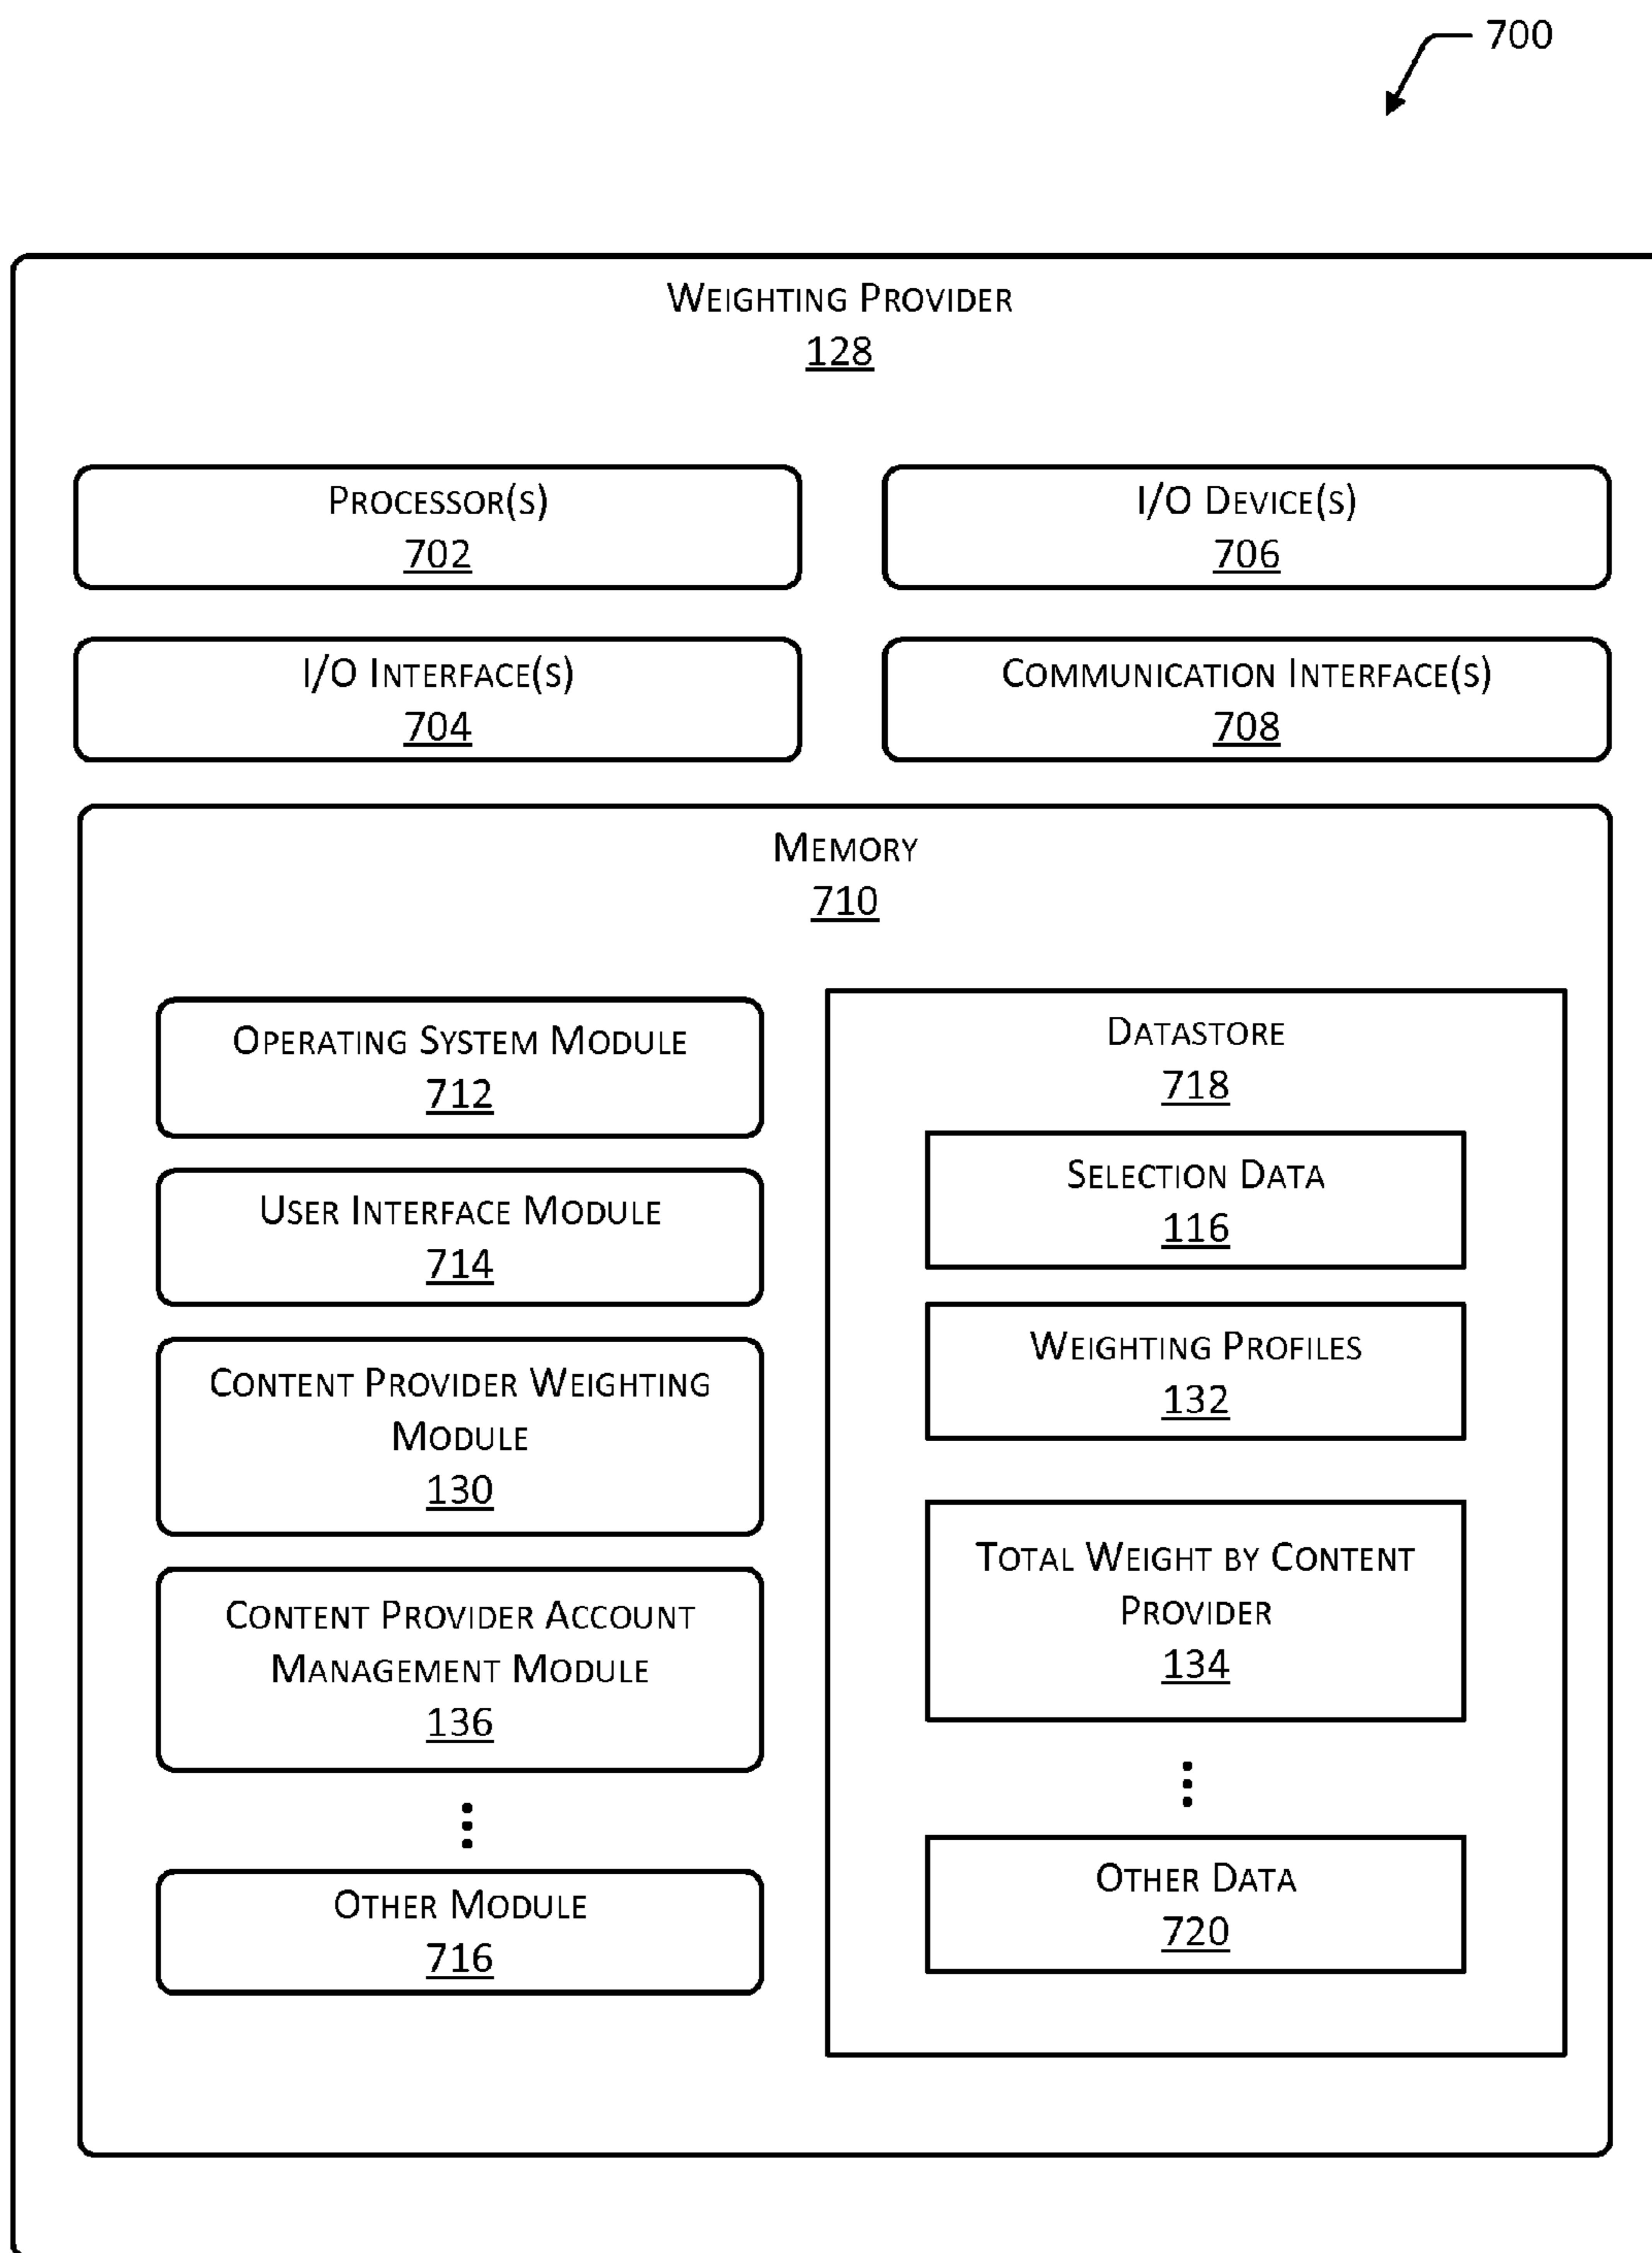 700
WEIGHTING PROVIDER
128
PROCESSOR(S)
702
I/O DEVICE(S)
706
I/O INTERFACE(S)
704
COMMUNICATION INTERFACE(S)
708
MEMORY
710
OPERATING SYSTEM MODULE
712
USER INTERFACE MODULE
714
CONTENT PROVIDER WEIGHTING
MODULE
130
CONTENT PROVIDER ACCOUNT
MANAGEMENT MODULE
136
OTHER MODULE
716
DATASTORE
718
SELECTION DATA
116
WEIGHTING PROFILES
132
TOTAL WEIGHT BY CONTENT
PROVIDER
134
OTHER DATA
720